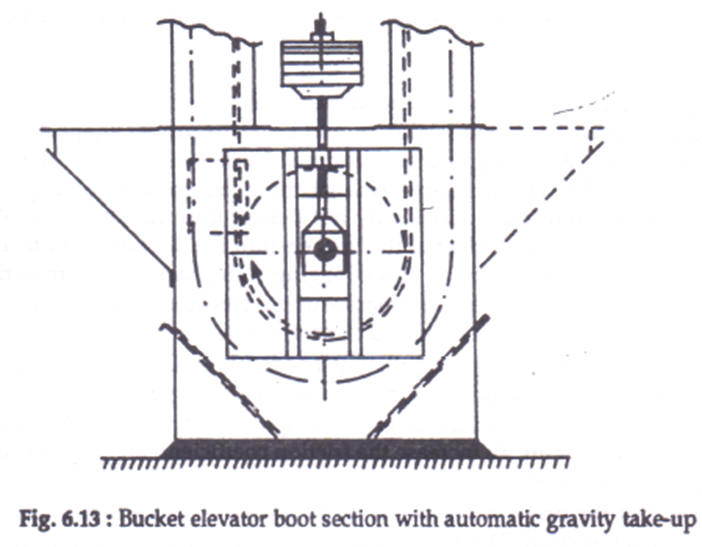 Fig. 6.13 : Bucket elevator boot section with automatic gravity take-up